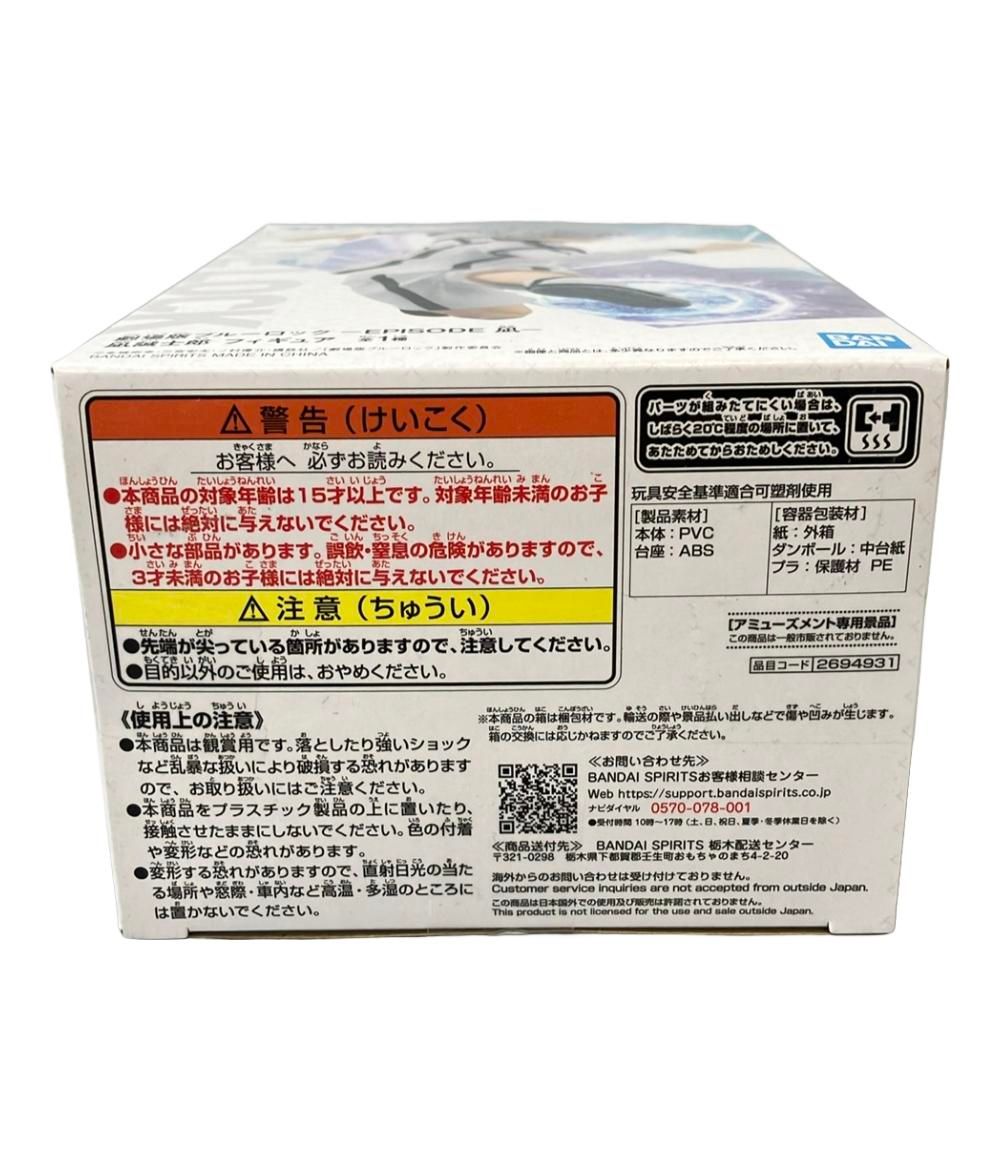 劇場版ブルーロック -EPISODE 凪-
凪誠士郎 フィギュア 全1種
BANDAI SPIRITS MADE IN CHINA
※画像と商品とは、多少異なりますのでご了承ください。
BAN
DAI
⚠警告(けいこく)
お客様へ 必ずお読みください。
●本商品の対象年齢は15才以上です。対象年齢未満のお子
様には絶対に与えないでください。
●小さな部品があります。誤飲・窒息の危険がありますので、
3才未満のお子様には絶対に与えないでください。
⚠注意(ちゅうい)
●先端が尖っている箇所がありますので、注意してください。
●目的以外のご使用は、おやめください。
《使用上の注意》
●本商品は観賞用です。落としたり強いショック
など乱暴な扱いにより破損する恐れがあります
ので、お取り扱いにはご注意ください。
●本商品をプラスチック製品の上に置いたり、
接触させたままにしないでください。色の付着
や変形などの恐れがあります。
●変形する恐れがありますので、直射日光の当た
る場所や窓際・車内など高温・多湿のところに
は置かないでください。
パーツが組みたてにくい場合は、
しばらく20℃程度の場所に置いて、
あたためてからおためしください。
玩具安全基準適合可塑剤使用
[製品素材]
本体:PVC
台座:ABS
[容器包装材]
紙:外箱
ダンボール:中台紙
プラ:保護材 PE
[アミューズメント専用景品]
この商品は一般市販されておりません。
品目コード 2694931
※本商品の箱は梱包材です。輸送の際や景品払い出しなどで傷や凹みが生じます。
箱の交換には応じかねますのでご了承ください。
≪お問い合わせ先≫
BANDAI SPIRITSお客様相談センター
Web https://support.bandaispirits.co.jp
ナビダイヤル 0570-078-001
●受付時間 10時〜17時(土、日、祝日、夏季・冬季休業日を除く)
≪商品送付先≫ BANDAI SPIRITS 栃木配送センター
〒321-0298 栃木県下都賀郡壬生町おもちゃのまち4-2-20
海外からのお問い合わせは受け付けておりません。
Customer service inquiries are not accepted from outside Japan.
この商品は日本国外での使用及び販売は許諾されておりません。
This product is not licensed for the use and sale outside Japan.